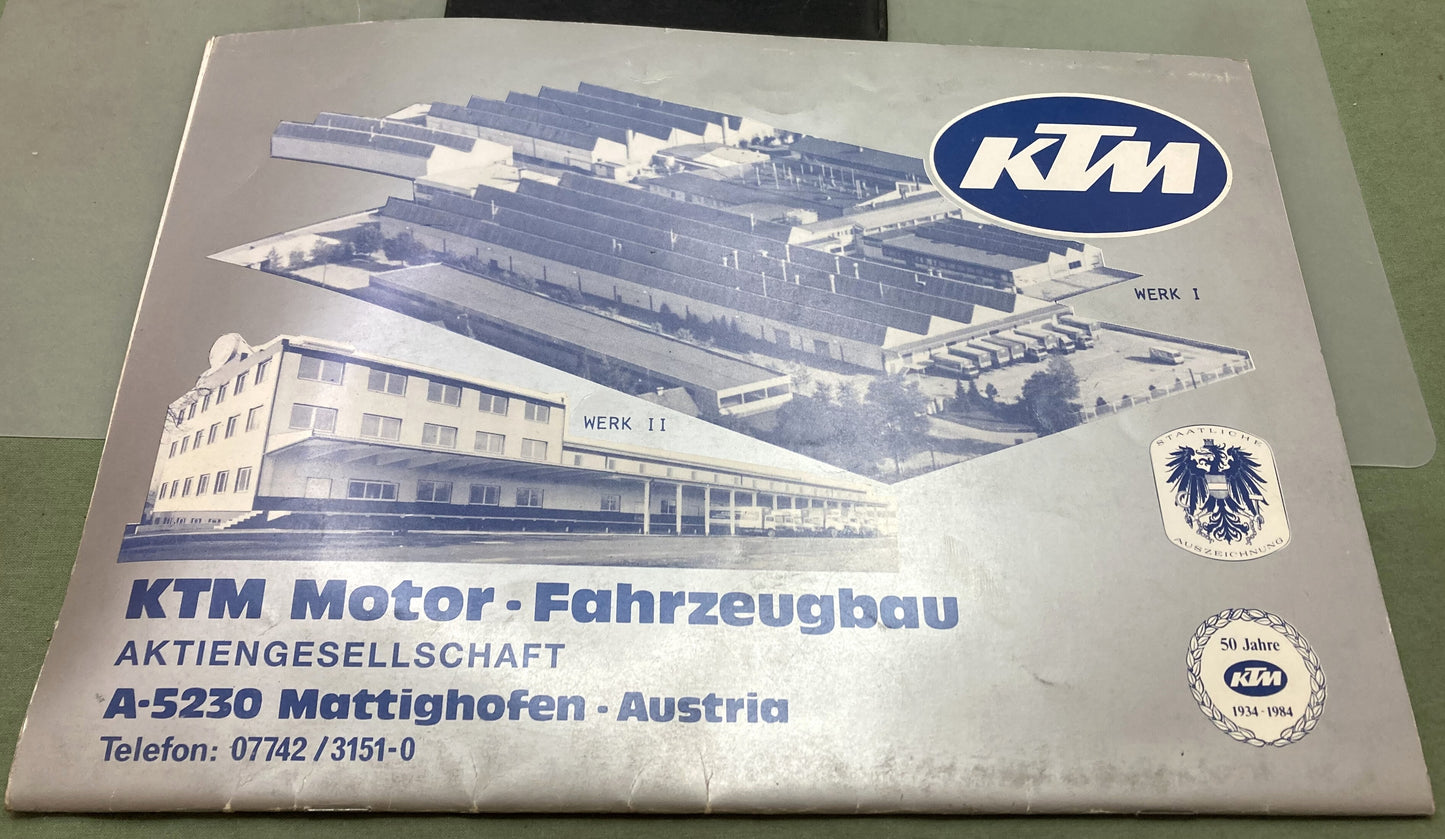 KTM
WERK I
WERK II
STAATLICHE
AUSZEICHNUNG
KTM Motor - Fahrzeugbau
AKTIENGESELLSCHAFT
A-5230 Mattighofen - Austria
Telefon: 07742/3151-0
50 Jahre
KTM
1934-1984